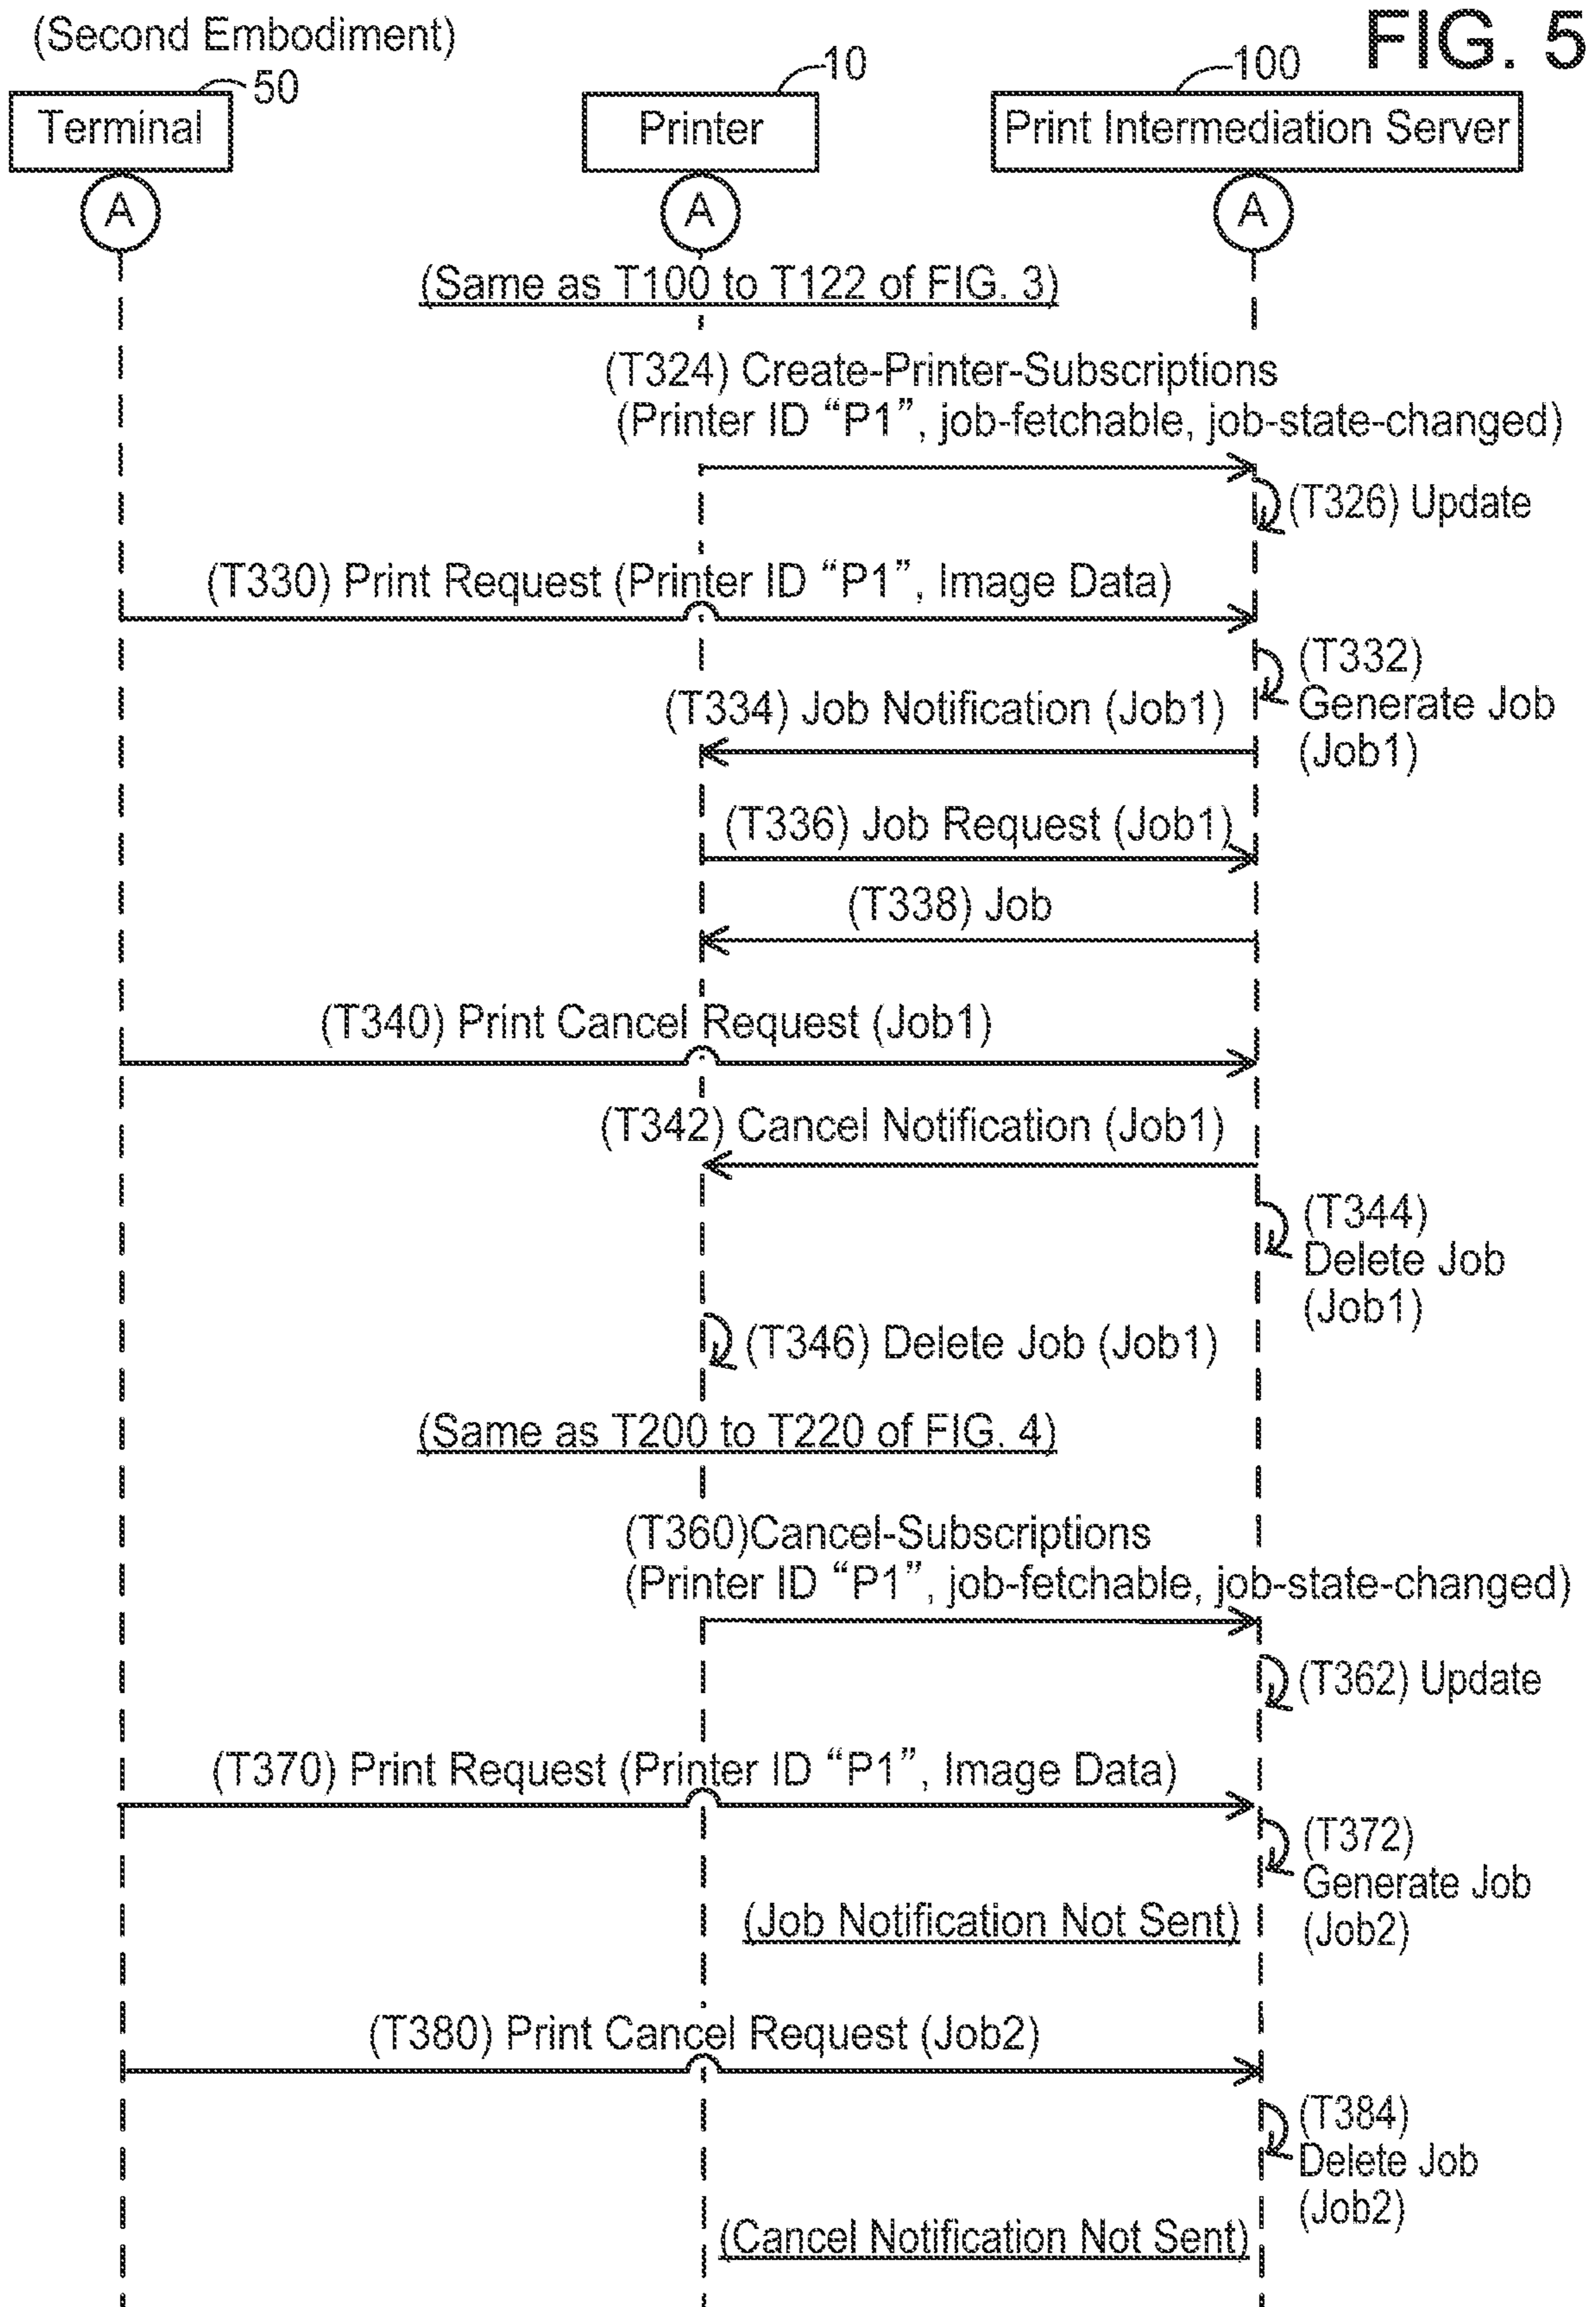 (Second Embodiment)
FIG. 5
50
10
100
Terminal
Printer
Print Intermediation Server
A
A
A
(Same as T100 to T122 of FIG. 3)
(T324) Create-Printer-Subscriptions
(Printer ID “P1”, job-fetchable, job-state-changed)
(T326) Update
(T330) Print Request (Printer ID “P1”, Image Data)
(T332)
Generate Job
(Job1)
(T334) Job Notification (Job1)
(T336) Job Request (Job1)
(T338) Job
(T340) Print Cancel Request (Job1)
(T342) Cancel Notification (Job1)
(T344)
Delete Job
(Job1)
(T346) Delete Job (Job1)
(Same as T200 to T220 of FIG. 4)
(T360)Cancel-Subscriptions
(Printer ID “P1”, job-fetchable, job-state-changed)
(T362) Update
(T370) Print Request (Printer ID “P1”, Image Data)
(T372)
Generate Job
(Job2)
(Job Notification Not Sent)
(T380) Print Cancel Request (Job2)
(T384)
Delete Job
(Job2)
(Cancel Notification Not Sent)